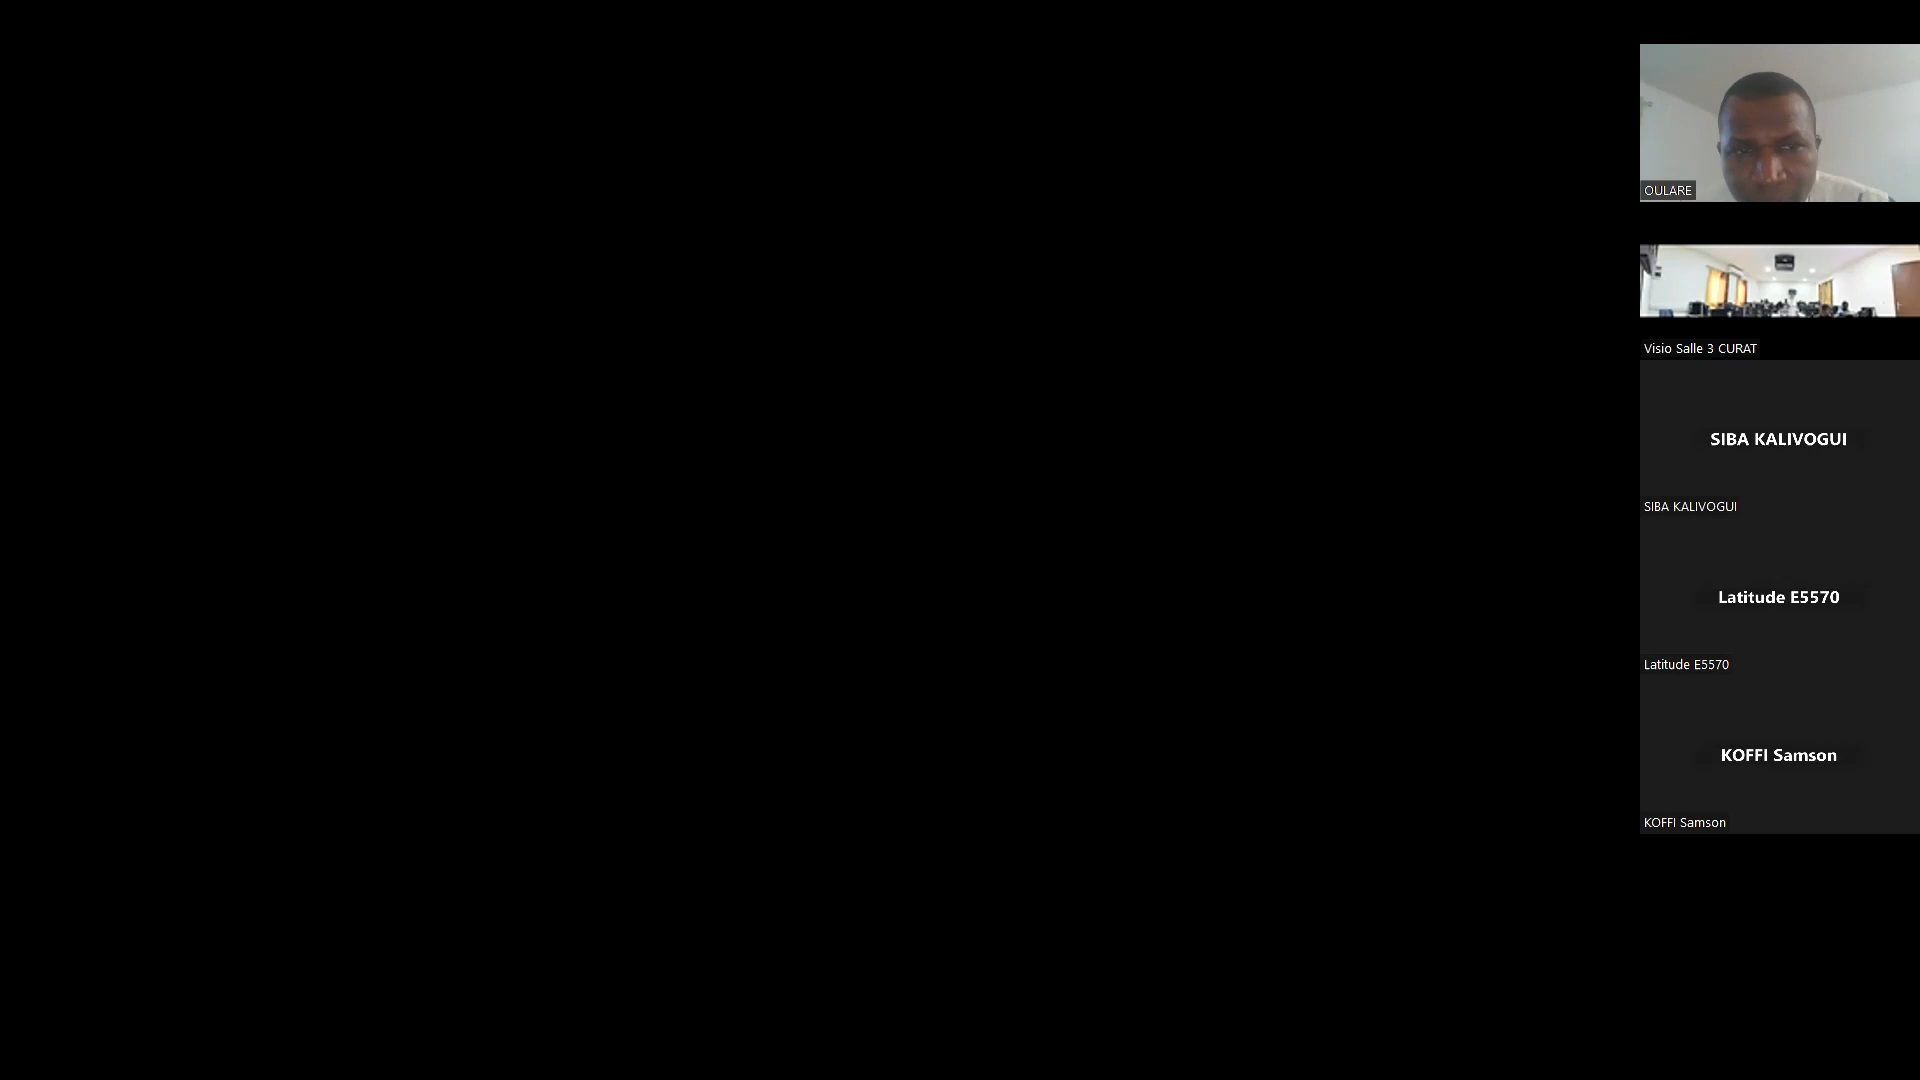 OULARE
Visio Salle 3 CURAT
SIBA KALIVOGUI
SIBA KALIVOGUI
Latitude E5570
Latitude E5570
KOFFI Samson
KOFFI Samson